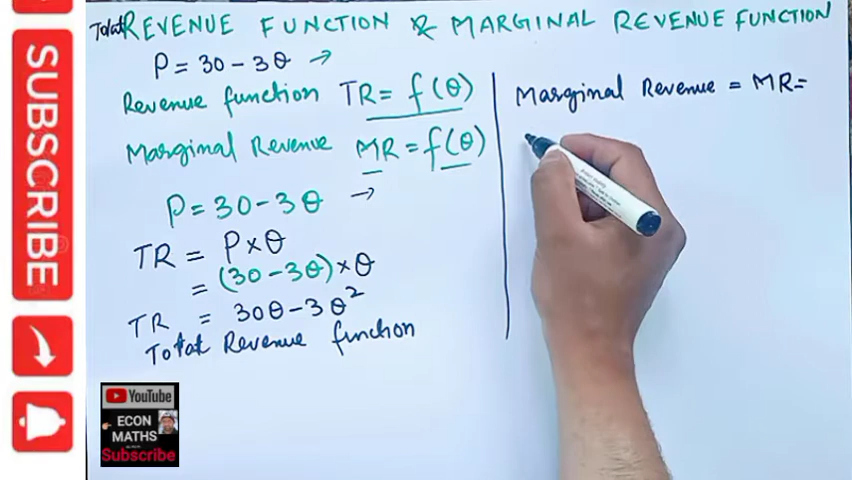 Total REVENUE FUNCTION & MARGINAL REVENUE FUNCTION
P = 30 - 3θ →
Revenue function TR = f(θ)
Marginal Revenue MR = f(θ)
P = 30 - 3θ →
TR = P × θ
= (30 - 3θ) × θ
TR = 30θ - 3θ²
Total Revenue function
Marginal Revenue = MR =
SUBSCRIBE
YouTube
ECON
MATHS
Subscribe